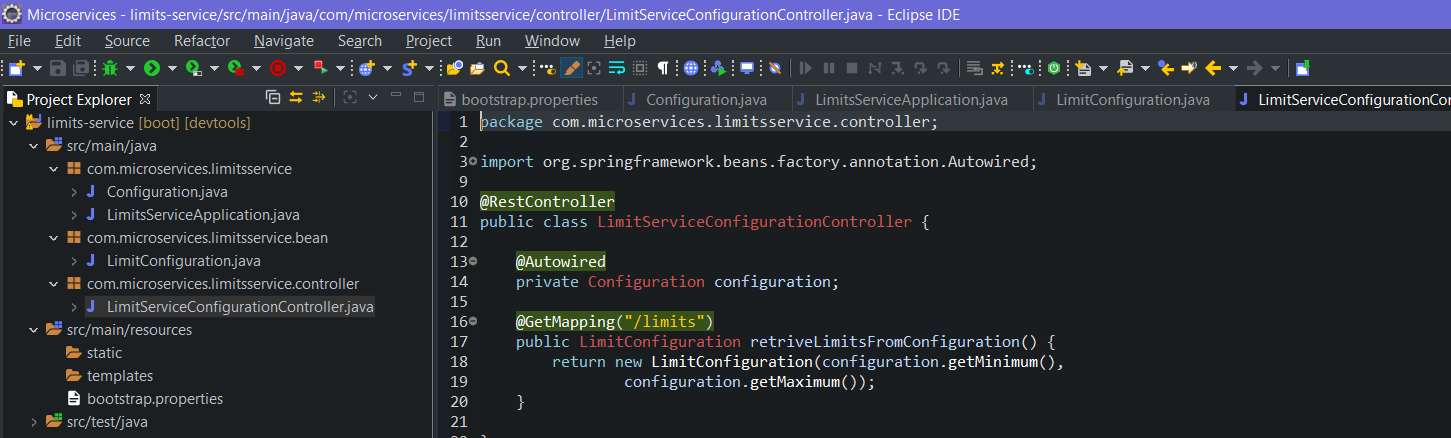 Microservices - limits-service/src/main/java/com/microservices/limitsservice/controller/LimitServiceConfigurationController.java - Eclipse IDE
File Edit Source Refactor Navigate Search Project Run Window Help
Project Explorer
limits-service [boot] [devtools]
src/main/java
com.microservices.limitsservice
Configuration.java
LimitsServiceApplication.java
com.microservices.limitsservice.bean
LimitConfiguration.java
com.microservices.limitsservice.controller
LimitServiceConfigurationController.java
src/main/resources
static
templates
bootstrap.properties
src/test/java
bootstrap.properties Configuration.java LimitsServiceApplication.java LimitConfiguration.java LimitServiceConfigurationCo
1 package com.microservices.limitsservice.controller;
2
3 import org.springframework.beans.factory.annotation.Autowired;
9
10 @RestController
11 public class LimitServiceConfigurationController {
12
13 @Autowired
14 private Configuration configuration;
15
16 @GetMapping("/limits")
17 public LimitConfiguration retriveLimitsFromConfiguration() {
18 return new LimitConfiguration(configuration.getMinimum(),
19 configuration.getMaximum());
20 }
21